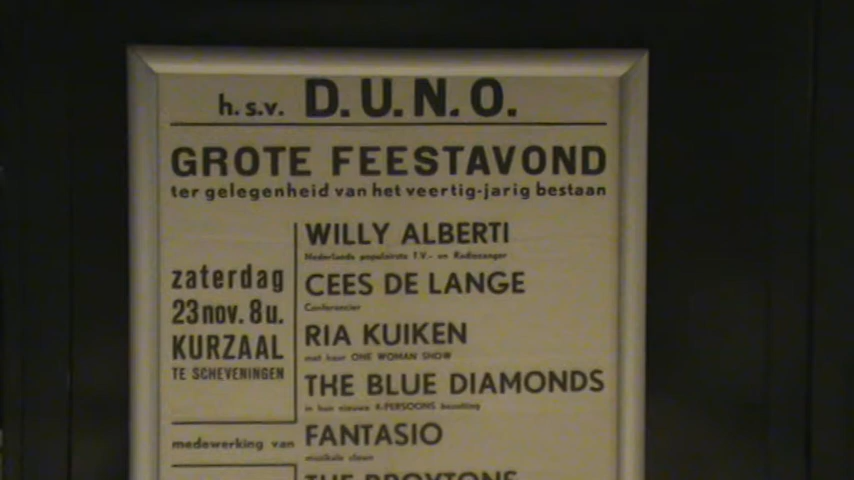 h.s.v. D.U.N.O.
GROTE FEESTAVOND
ter gelegenheid van het veertig-jarig bestaan
zaterdag
23 nov. 8 u.
KURZAAL
TE SCHEVENINGEN
WILLY ALBERTI
Nederlands populairste T.V.- en Radiozanger
CEES DE LANGE
Conferencier
RIA KUIKEN
met haar ONE WOMAN SHOW
THE BLUE DIAMONDS
in hun nieuwe 4-PERSOONS bezetting
medewerking van FANTASIO
muzikale clown
THE